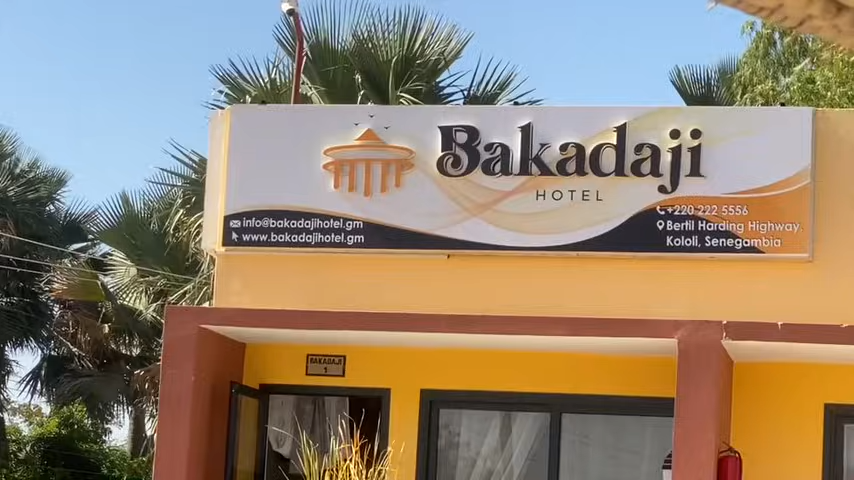 Bakadaji
HOTEL
info@bakadajihotel.gm
www.bakadajihotel.gm
+220 222 5556
Bertil Harding Highway
Kololi, Senegambia
BAKADAJI
1